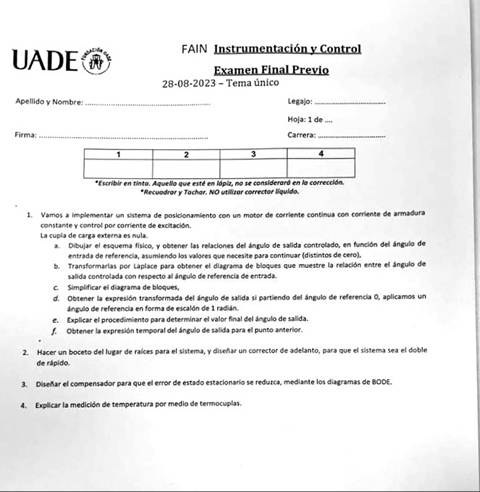 UADE
FAIN Instrumentación y Control
Examen Final Previo
28-08-2023 – Tema único
Apellido y Nombre:
Legajo:
Hoja: 1 de ....
Firma:
Carrera:
1 2 3 4
*Escribir en tinta. Aquello que esté en lápiz, no se considerará en la corrección.
*Recuadrar y Tachar. NO utilizar corrector líquido.
1. Vamos a implementar un sistema de posicionamiento con un motor de corriente continua con corriente de armadura
constante y control por corriente de excitación.
La cupla de carga externa es nula.
a. Dibujar el esquema físico, y obtener las relaciones del ángulo de salida controlado, en función del ángulo de
entrada de referencia, asumiendo los valores que necesite para continuar (distintos de cero),
b. Transformarlas por Laplace para obtener el diagrama de bloques que muestre la relación entre el ángulo de
salida controlada con respecto al ángulo de referencia de entrada.
c. Simplificar el diagrama de bloques,
d. Obtener la expresión transformada del ángulo de salida si partiendo del ángulo de referencia 0, aplicamos un
ángulo de referencia en forma de escalón de 1 radián.
e. Explicar el procedimiento para determinar el valor final del ángulo de salida.
f. Obtener la expresión temporal del ángulo de salida para el punto anterior.
2. Hacer un boceto del lugar de raíces para el sistema, y diseñar un corrector de adelanto, para que el sistema sea el doble
de rápido.
3. Diseñar el compensador para que el error de estado estacionario se reduzca, mediante los diagramas de BODE.
4. Explicar la medición de temperatura por medio de termocuplas.